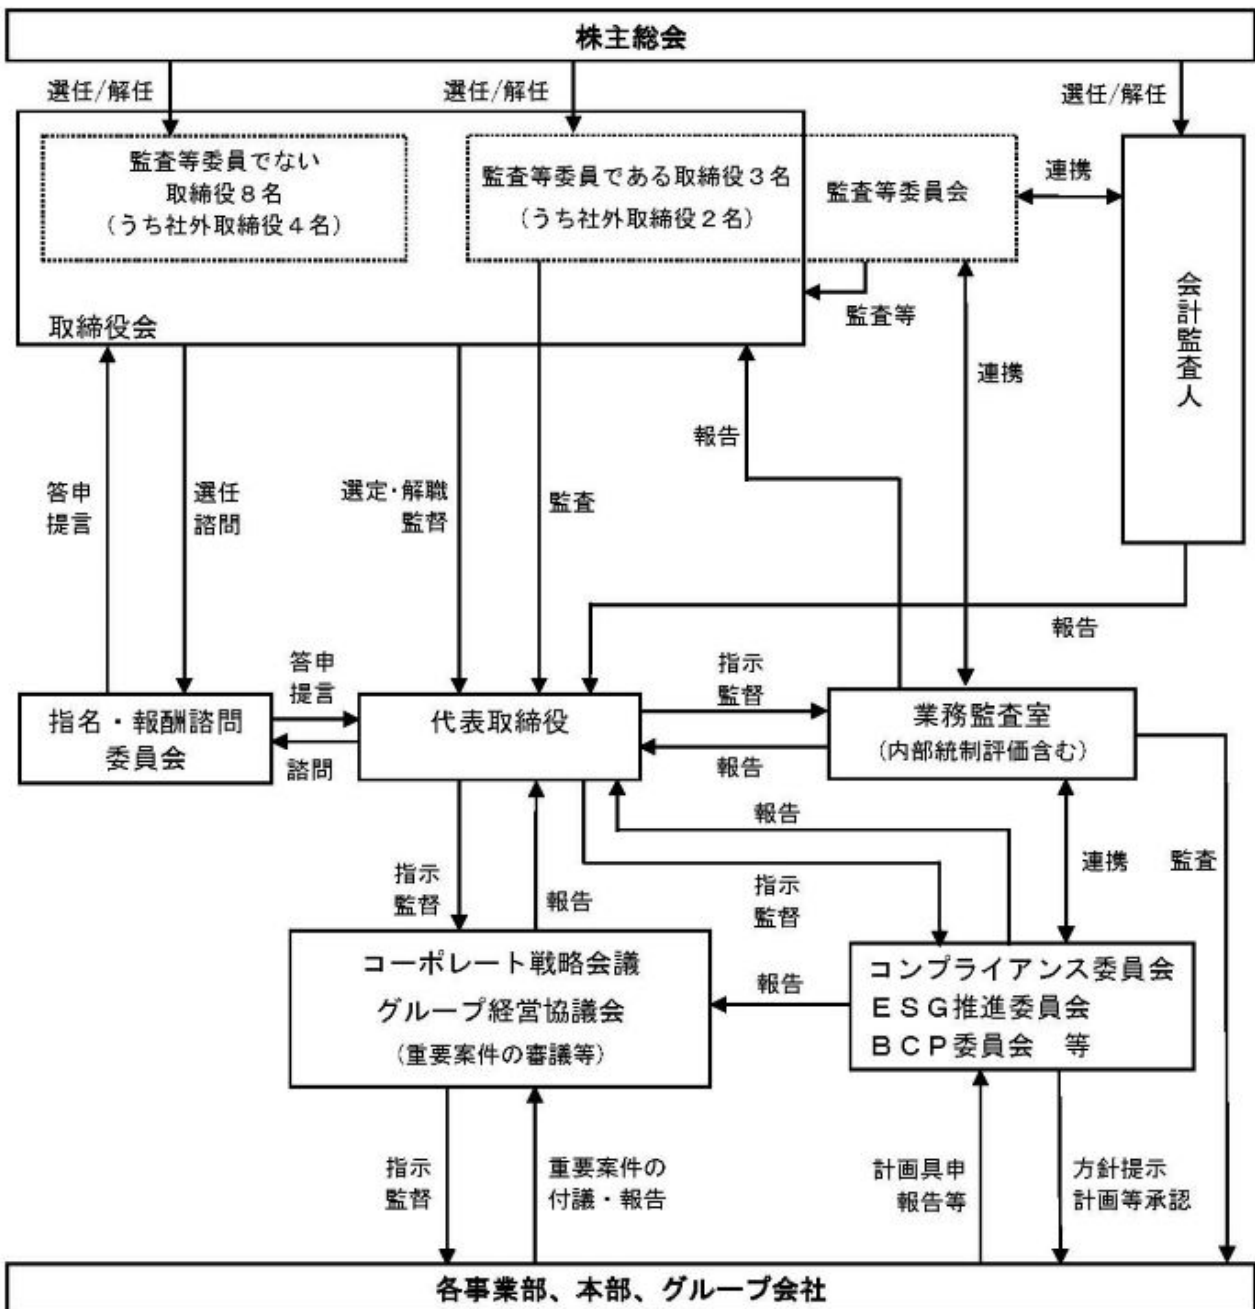 株主総会
選任/解任
選任/解任
選任/解任
監査等委員でない
取締役８名
（うち社外取締役４名）
監査等委員である取締役３名
（うち社外取締役２名）
監査等委員会
連携
会計監査人
監査等
取締役会
連携
報告
答申
提言
選任
諮問
選定・解職
監督
監査
報告
答申
提言
指示
監督
指名・報酬諮問
委員会
諮問
代表取締役
報告
業務監査室
（内部統制評価含む）
報告
連携
監査
指示
監督
報告
指示
監督
コーポレート戦略会議
グループ経営協議会
（重要案件の審議等）
報告
コンプライアンス委員会
ＥＳＧ推進委員会
ＢＣＰ委員会　等
指示
監督
重要案件の
付議・報告
計画具申
報告等
方針提示
計画等承認
各事業部、本部、グループ会社